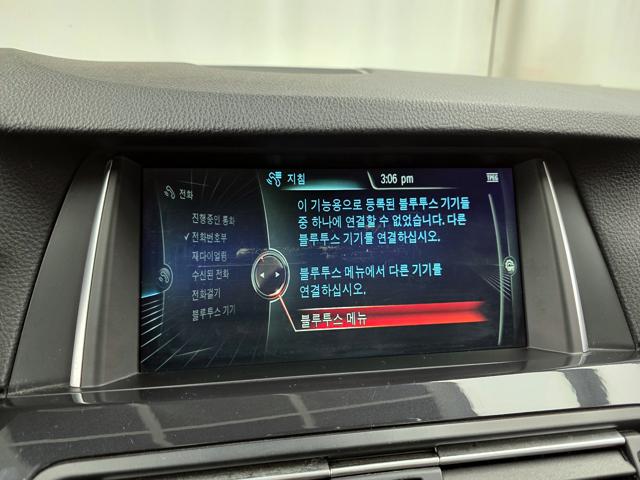 전화
지침
3:06 pm
TPEG
진행중인 통화
✓ 전화번호부
재다이얼링
수신된 전화
전화걸기
블루투스 기기
이 기능용으로 등록된 블루투스 기기들
중 하나에 연결할 수 없었습니다. 다른
블루투스 기기를 연결하십시오.
블루투스 메뉴에서 다른 기기를
연결하십시오.
블루투스 메뉴